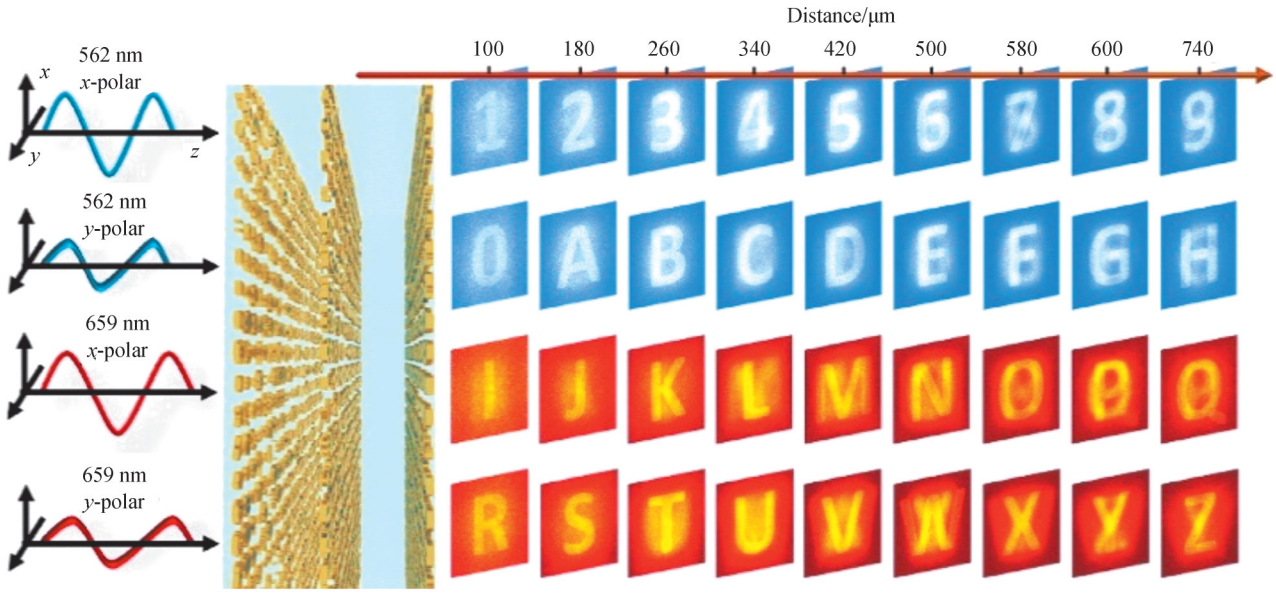 Distance/μm
100 180 260 340 420 500 580 600 740
562 nm
x-polar
x
y
z
1 2 3 4 5 6 7 8 9
562 nm
y-polar
0 A B C D E F G H
659 nm
x-polar
I J K L M N O P Q
659 nm
y-polar
R S T U V W X Y Z